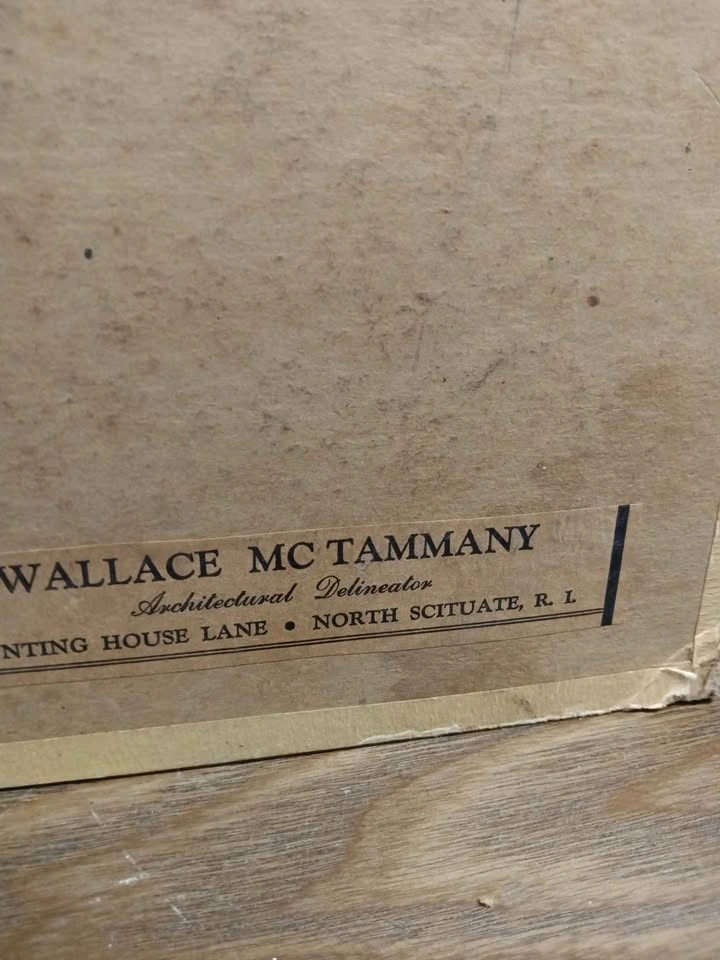 WALLACE MC TAMMANY
Architectural Delineator
NTING HOUSE LANE • NORTH SCITUATE, R. I.